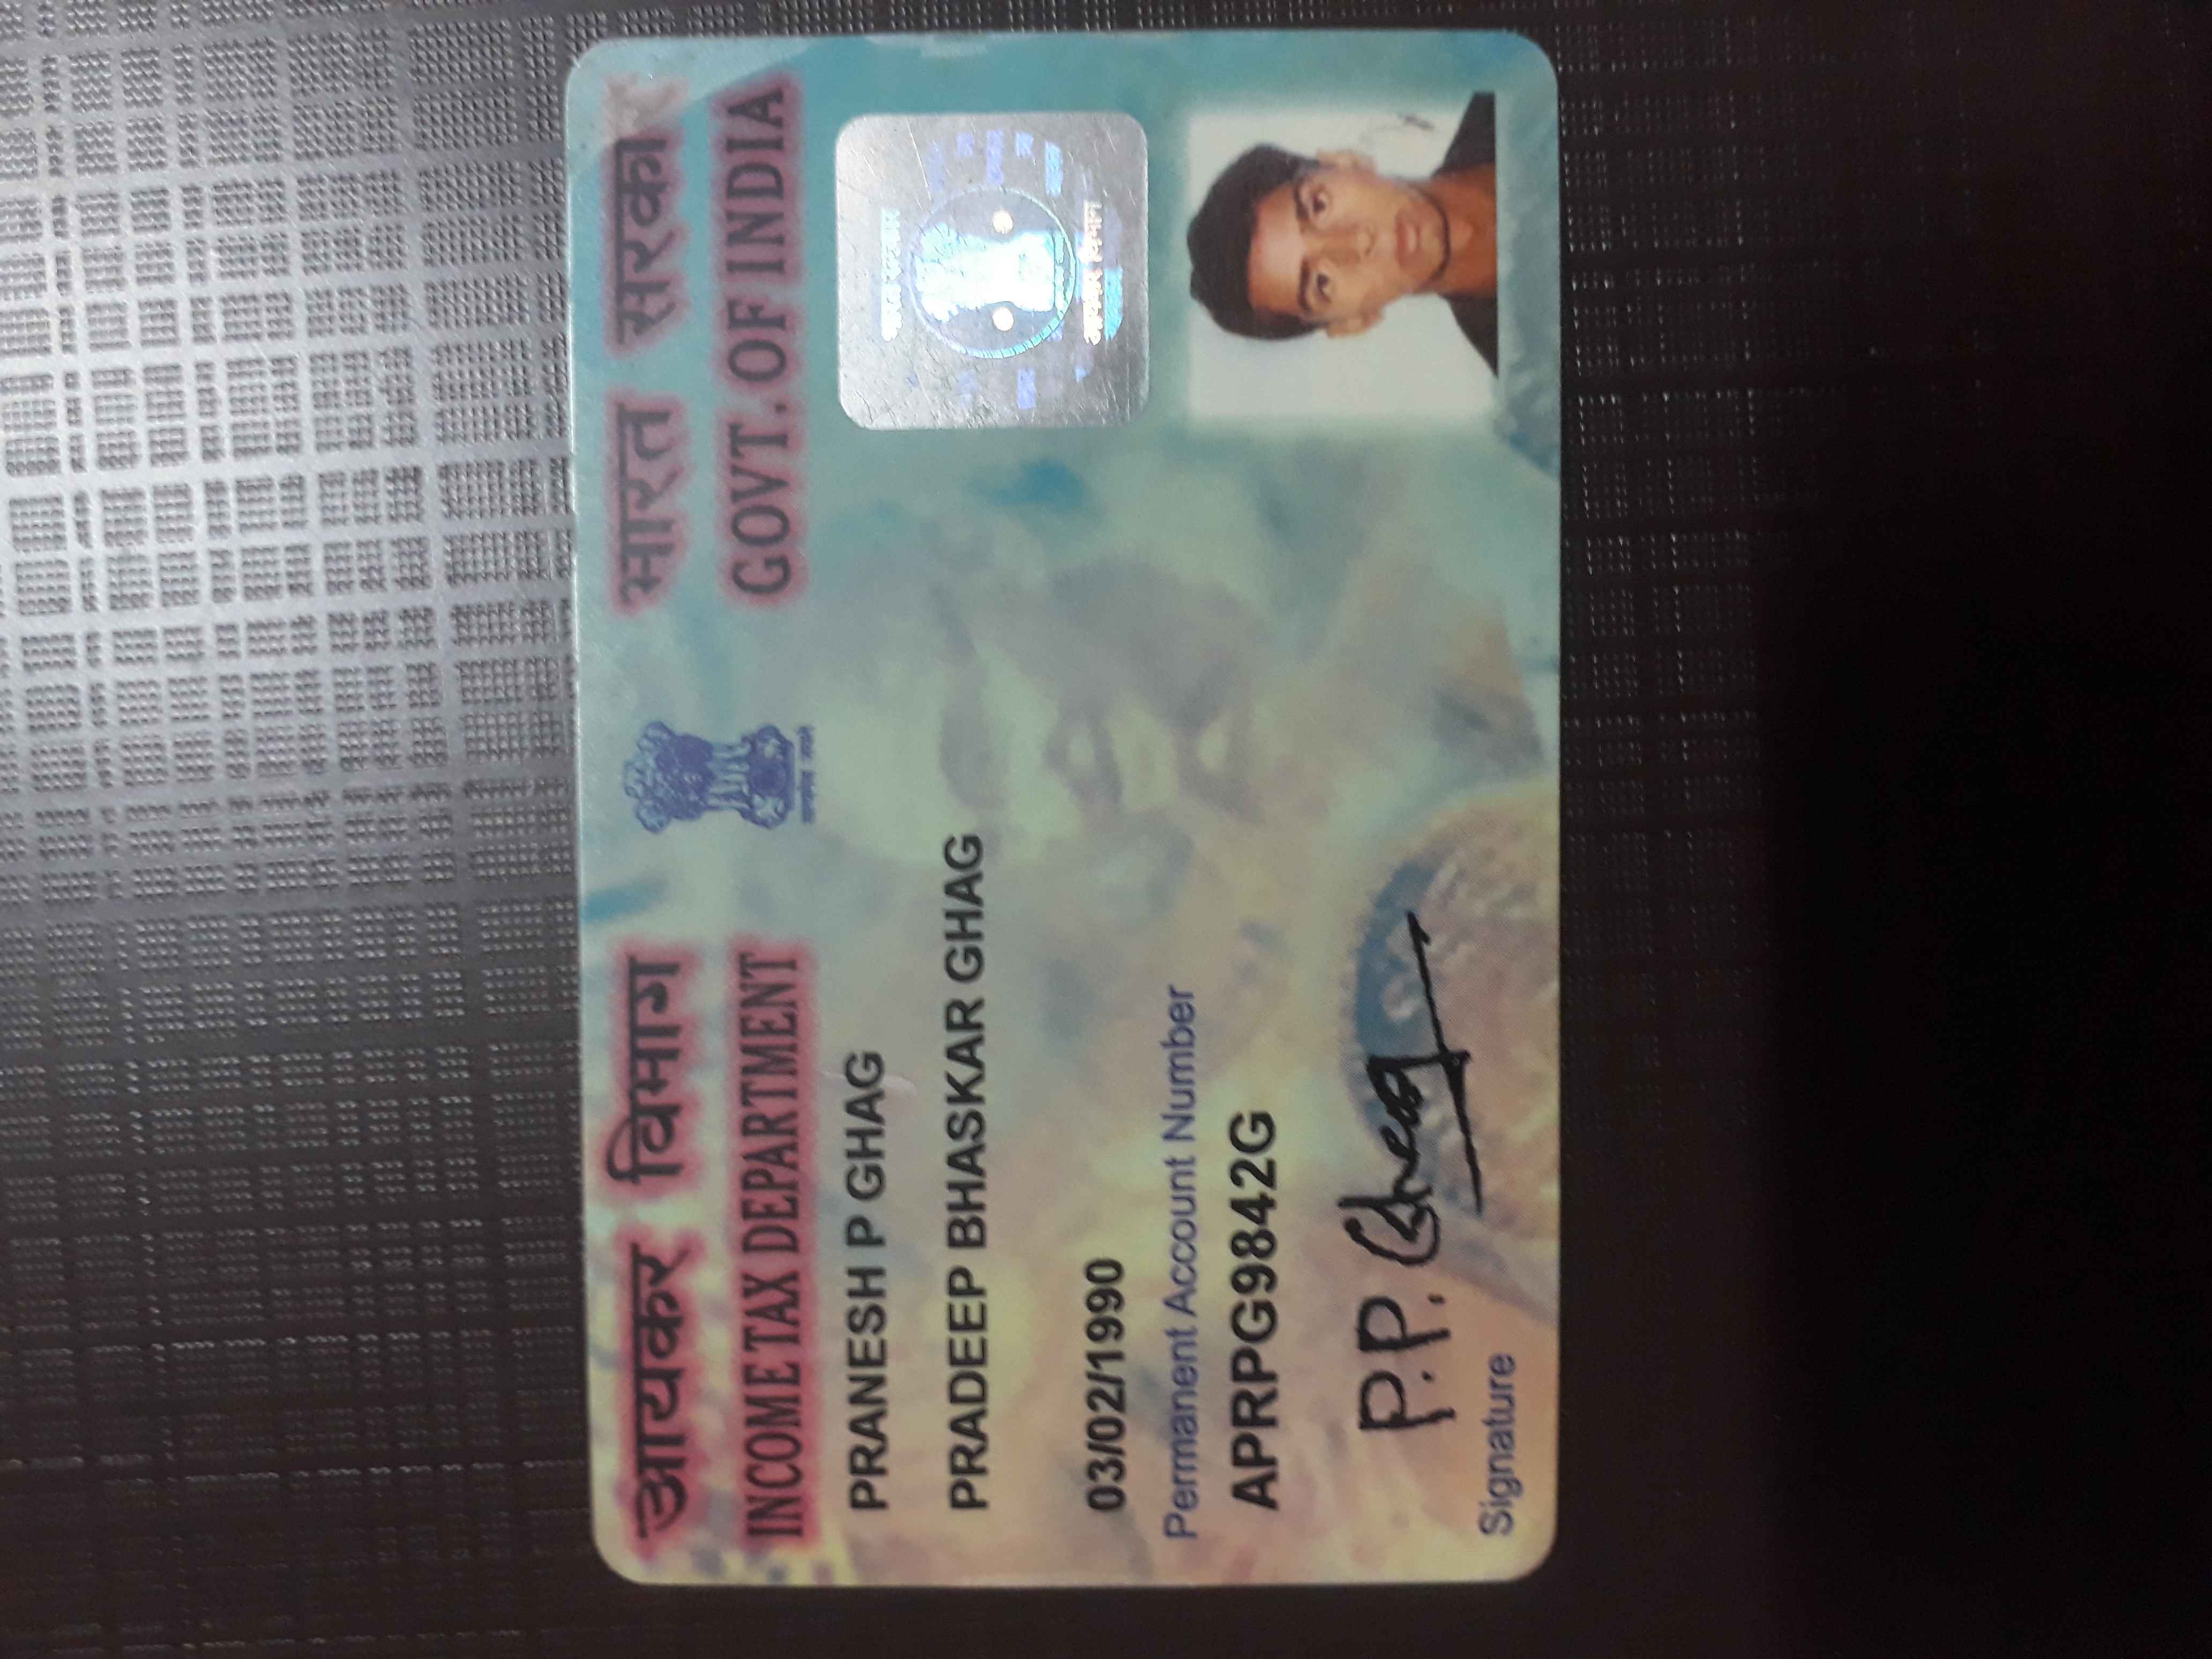 आयकर विभाग
INCOME TAX DEPARTMENT
भारत सरका
GOVT. OF INDIA
सत्यमेव जयते
PRANESH P GHAG
PRADEEP BHASKAR GHAG
03/02/1990
Permanent Account Number
APRPG9842G
P.P. Ghag
Signature
भारत सरकार
आयकर विभाग